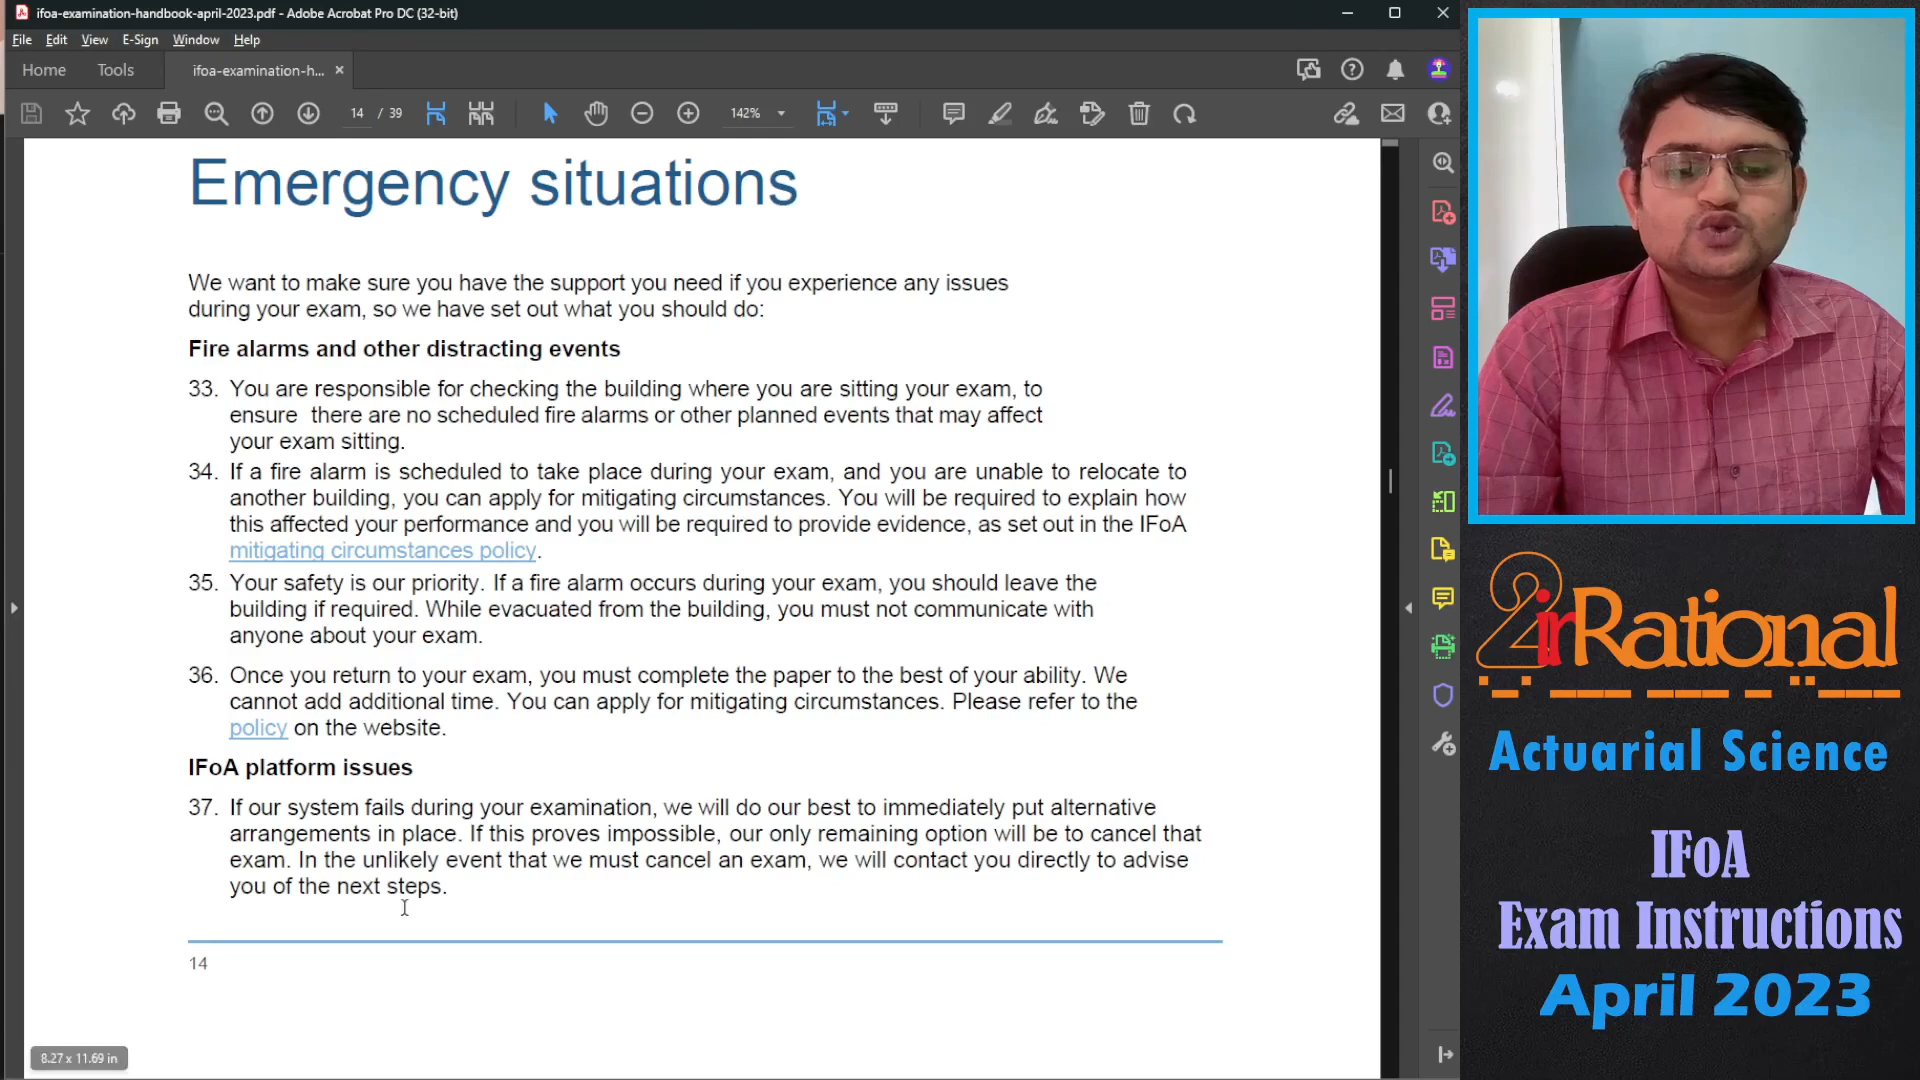 ifoa-examination-handbook-april-2023.pdf - Adobe Acrobat Pro DC (32-bit)
File Edit View E-Sign Window Help
Home Tools ifoa-examination-h... ×
14 / 39 142%
Emergency situations
We want to make sure you have the support you need if you experience any issues
during your exam, so we have set out what you should do:
Fire alarms and other distracting events
33. You are responsible for checking the building where you are sitting your exam, to
ensure there are no scheduled fire alarms or other planned events that may affect
your exam sitting.
34. If a fire alarm is scheduled to take place during your exam, and you are unable to relocate to
another building, you can apply for mitigating circumstances. You will be required to explain how
this affected your performance and you will be required to provide evidence, as set out in the IFoA
mitigating circumstances policy.
35. Your safety is our priority. If a fire alarm occurs during your exam, you should leave the
building if required. While evacuated from the building, you must not communicate with
anyone about your exam.
36. Once you return to your exam, you must complete the paper to the best of your ability. We
cannot add additional time. You can apply for mitigating circumstances. Please refer to the
policy on the website.
IFoA platform issues
37. If our system fails during your examination, we will do our best to immediately put alternative
arrangements in place. If this proves impossible, our only remaining option will be to cancel that
exam. In the unlikely event that we must cancel an exam, we will contact you directly to advise
you of the next steps.
14
8.27 x 11.69 in
2irRational
Actuarial Science
IFoA
Exam Instructions
April 2023